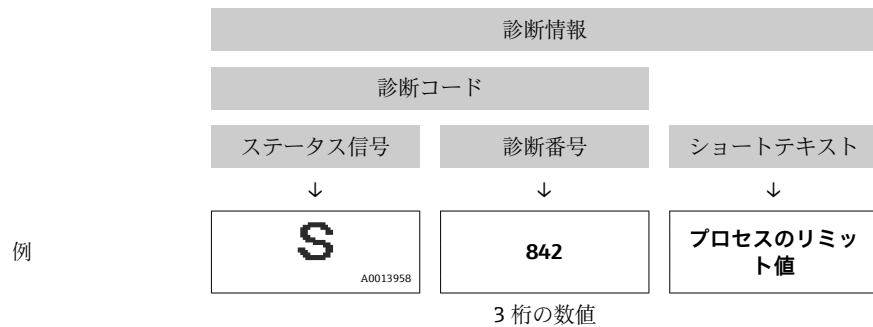 診断情報
診断コード
ステータス信号
診断番号
ショートテキスト
↓
↓
↓
例
S
A0013958
842
プロセスのリミッ
ト値
3 桁の数値